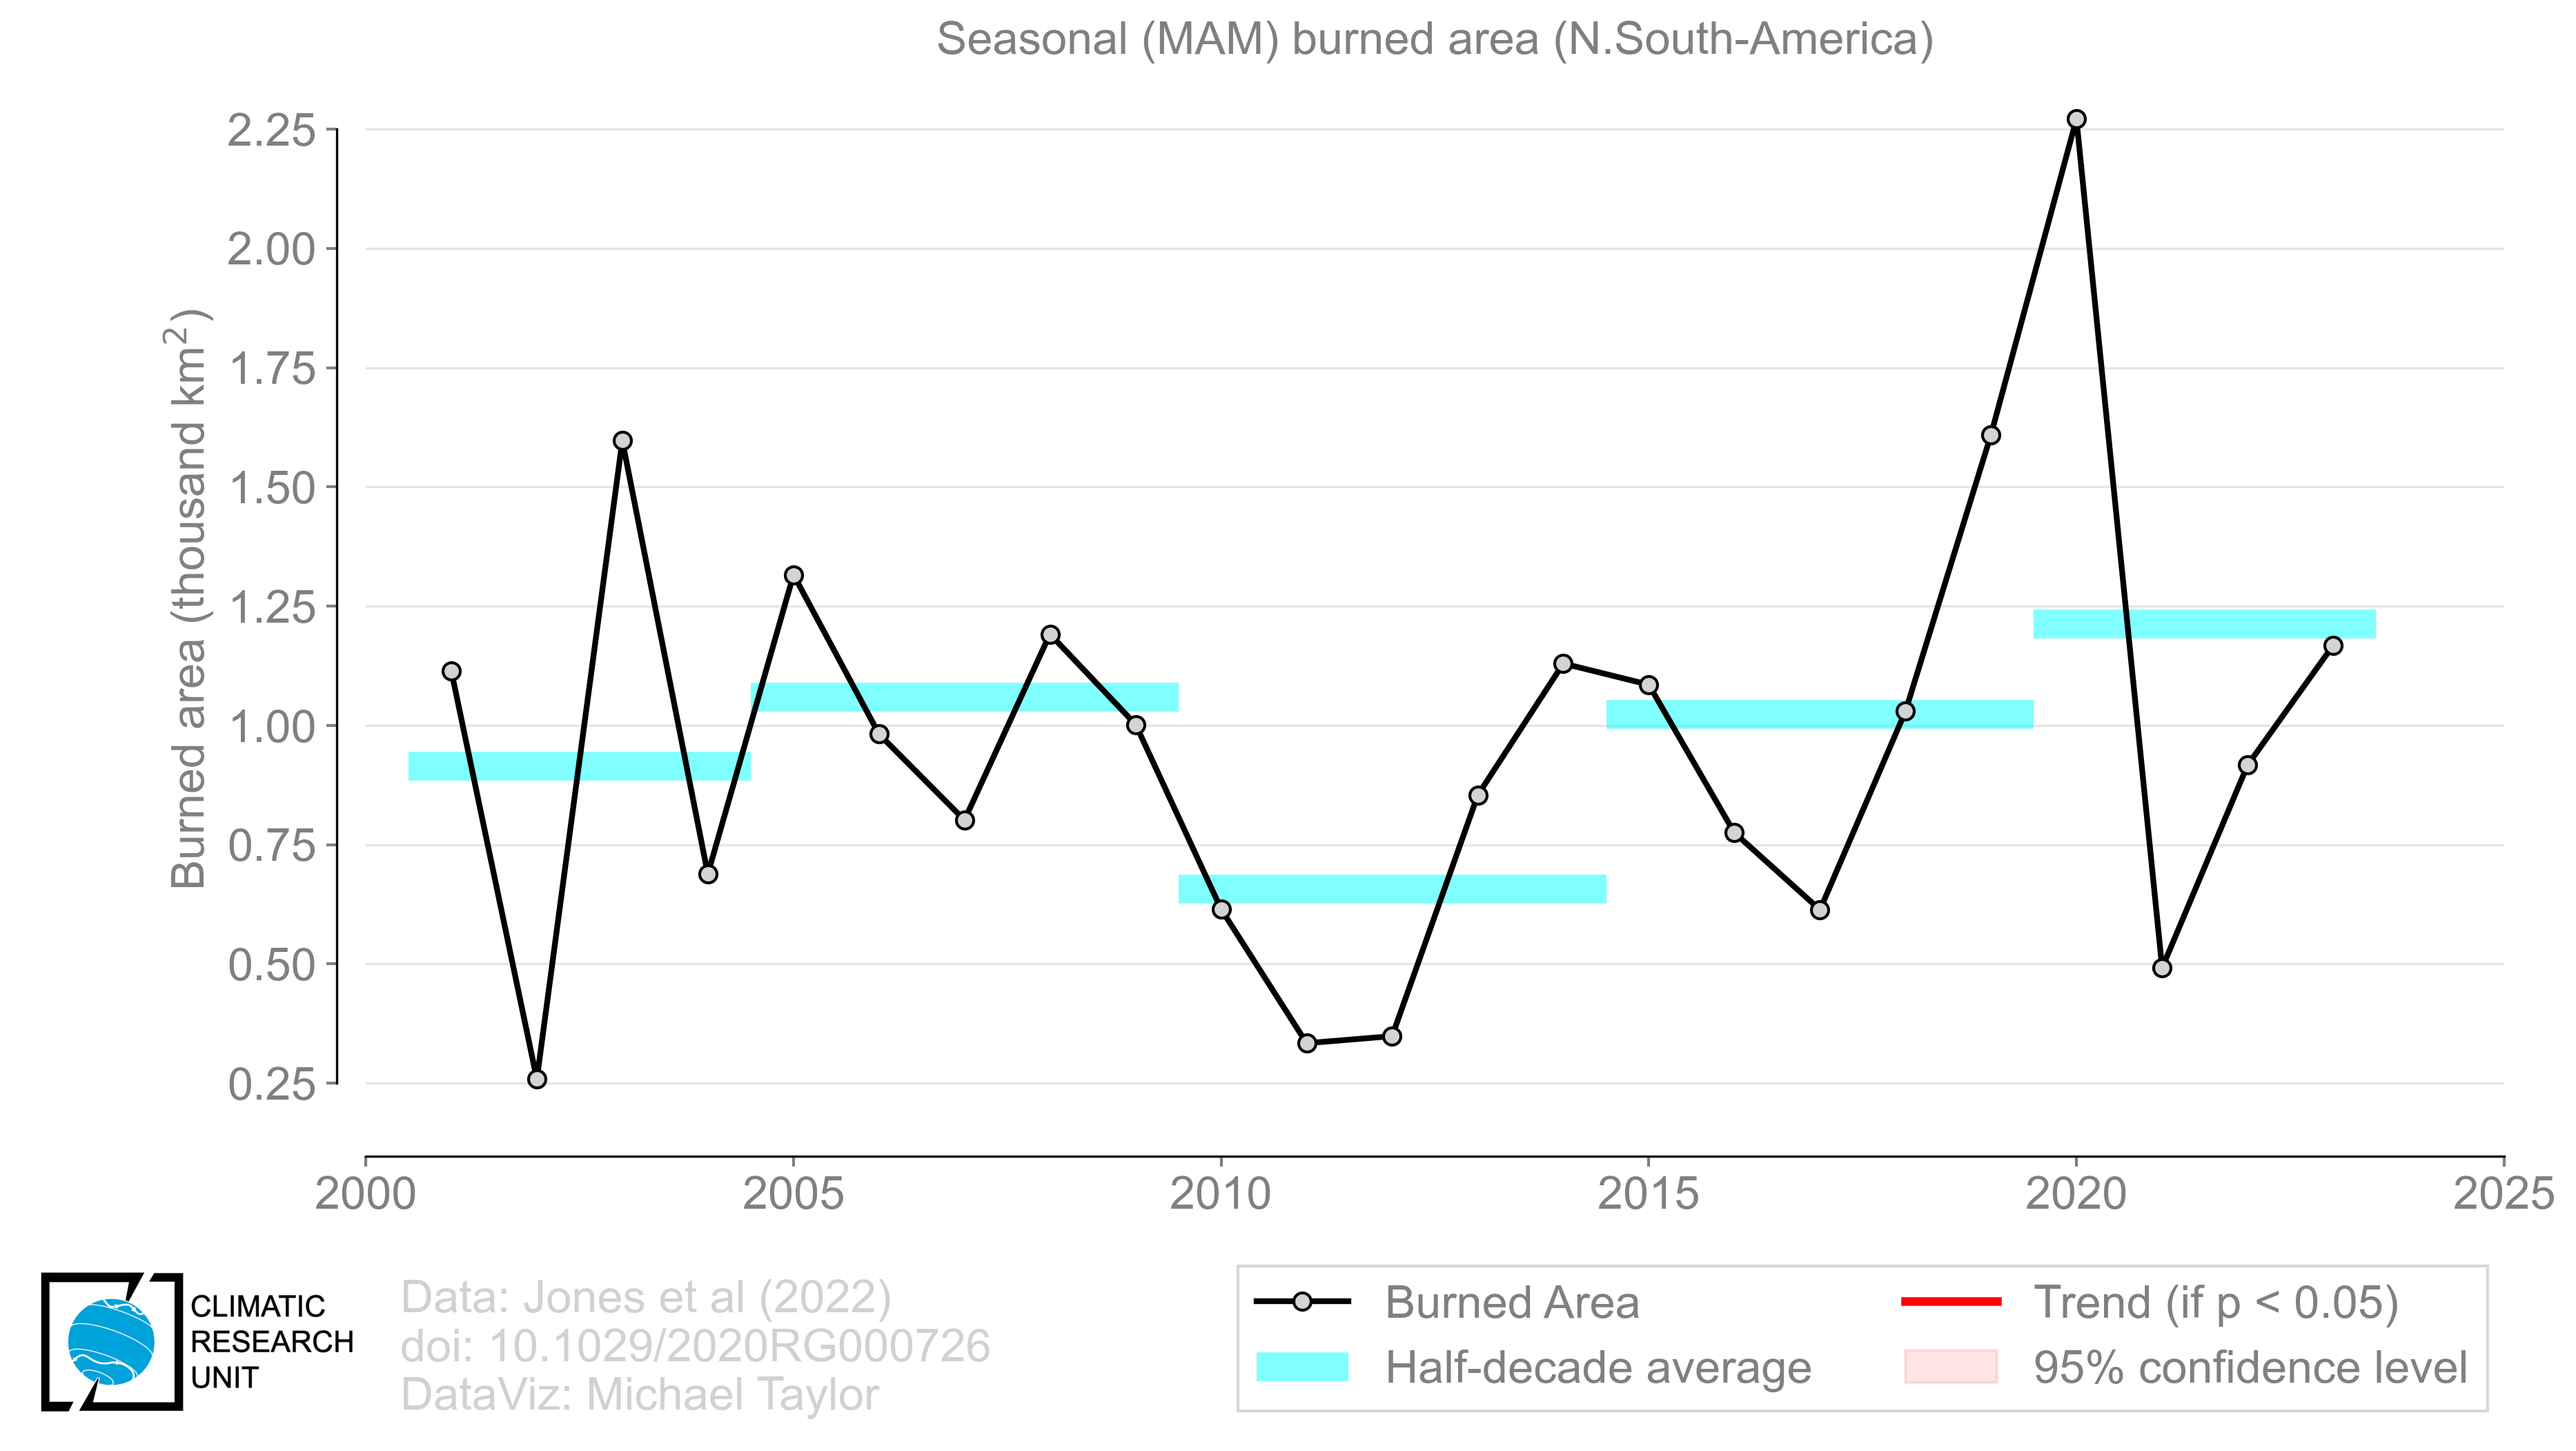 Seasonal (MAM) burned area (N.South-America)
Burned area (thousand km²)
2.25
2.00
1.75
1.50
1.25
1.00
0.75
0.50
0.25
2000 2005 2010 2015 2020 2025
CLIMATIC
RESEARCH
UNIT
Data: Jones et al (2022)
doi: 10.1029/2020RG000726
DataViz: Michael Taylor
Burned Area
Half-decade average
Trend (if p < 0.05)
95% confidence level